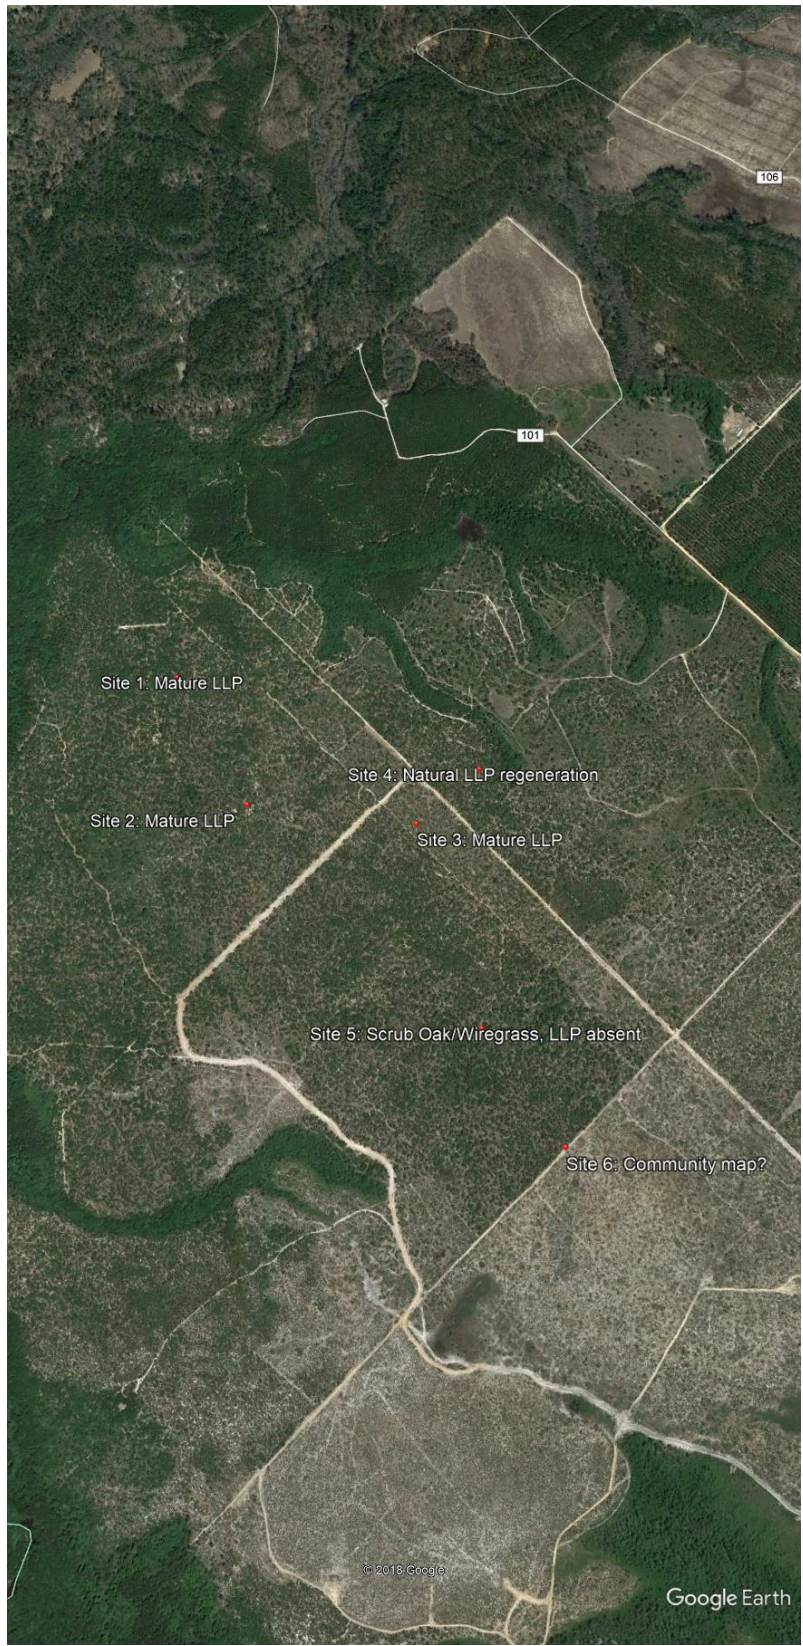 106
101
Site 1: Mature LLP
Site 4: Natural LLP regeneration
Site 2: Mature LLP
Site 3: Mature LLP
Site 5: Scrub Oak/Wiregrass, LLP absent
Site 6: Community map?
© 2018 Google
Google Earth